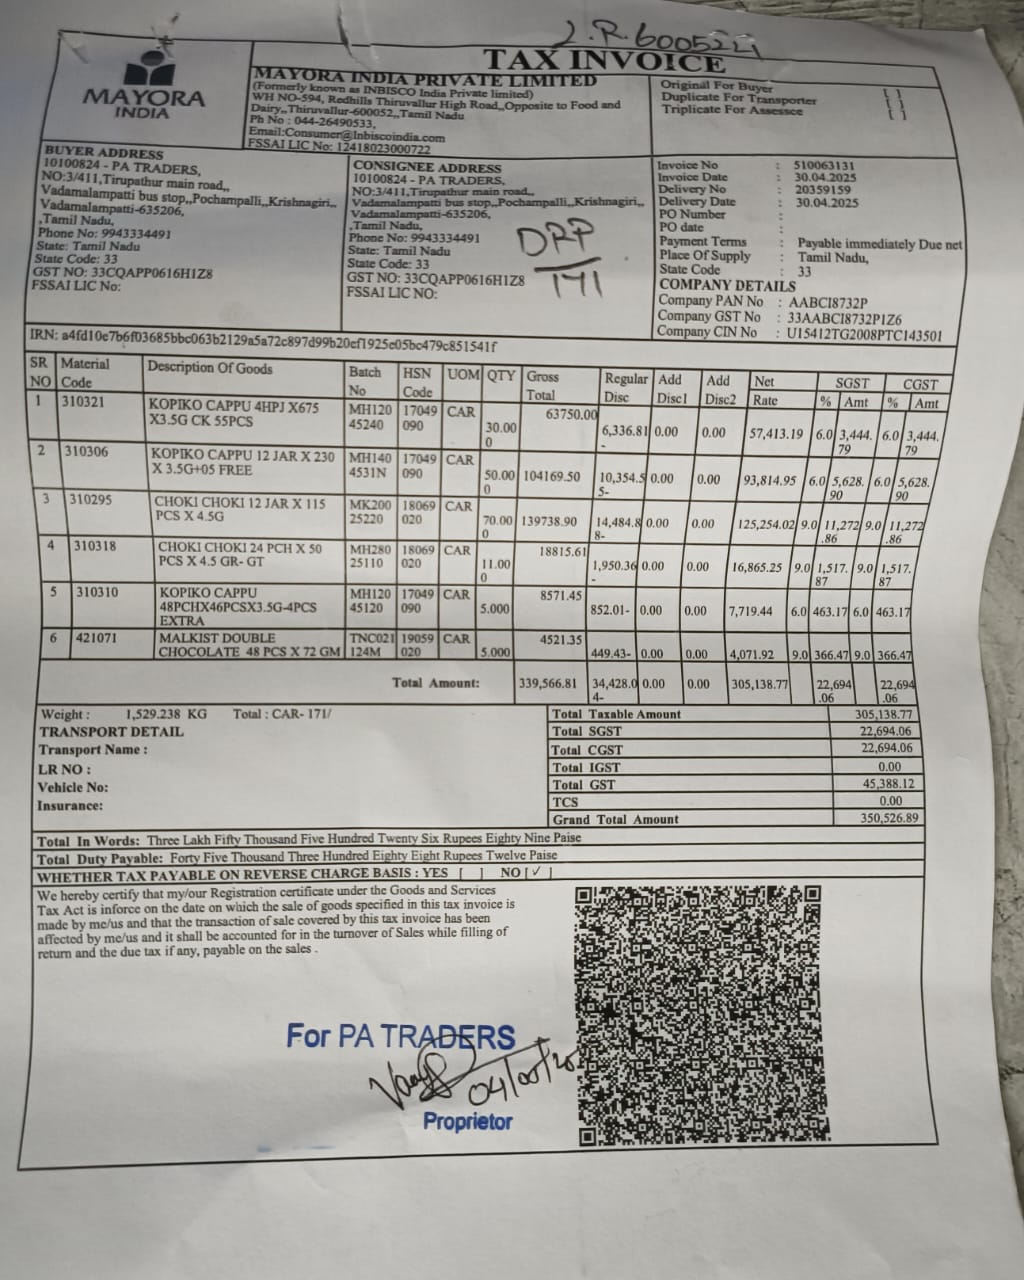 L.R. 6005221
TAX INVOICE
MAYORA
INDIA
MAYORA INDIA PRIVATE LIMITED
(Formerly known as INBISCO India Private limited)
WH NO-594, Redhills Thiruvallur High Road,,Opposite to Food and
Dairy,,Thiruvallur-600052,,Tamil Nadu
Ph No : 044-26490533,
Email:Consumer@Inbiscoindia.com
FSSAI LIC No: 12418023000722
Original For Buyer [ ]
Duplicate For Transporter [ ]
Triplicate For Assessee [ ]
BUYER ADDRESS
10100824 - PA TRADERS,
NO:3/411,Tirupathur main road,,
Vadamalampatti bus stop,,Pochampalli,,Krishnagiri,,
Vadamalampatti-635206,
,Tamil Nadu,
Phone No: 9943334491
State: Tamil Nadu
State Code: 33
GST NO: 33CQAPP0616H1Z8
FSSAI LIC No:
CONSIGNEE ADDRESS
10100824 - PA TRADERS,
NO:3/411,Tirupathur main road,,
Vadamalampatti bus stop,,Pochampalli,,Krishnagiri,,
Vadamalampatti-635206,
,Tamil Nadu,
Phone No: 9943334491
State: Tamil Nadu
State Code: 33
GST NO: 33CQAPP0616H1Z8
FSSAI LIC NO:
DRP
171
Invoice No : 510063131
Invoice Date : 30.04.2025
Delivery No : 20359159
Delivery Date : 30.04.2025
PO Number :
PO date :
Payment Terms : Payable immediately Due net
Place Of Supply : Tamil Nadu,
State Code : 33
COMPANY DETAILS
Company PAN No : AABCI8732P
Company GST No : 33AABCI8732P1Z6
Company CIN No : U15412TG2008PTC143501
IRN: a4fd10e7b6f03685bbc063b2129a5a72c897d99b20ef1925e05bc479c851541f
SR NO Material Code Description Of Goods Batch No HSN Code UOM QTY Gross Total Regular Disc Add Disc1 Add Disc2 Net Rate SGST % Amt CGST % Amt
1 310321 KOPIKO CAPPU 4HPJ X675 X3.5G CK 55PCS MH120 45240 17049 090 CAR 30.00 0 63750.00 6,336.81 - 0.00 0.00 57,413.19 6.0 3,444. 79 6.0 3,444. 79
2 310306 KOPIKO CAPPU 12 JAR X 230 X 3.5G+05 FREE MH140 4531N 17049 090 CAR 50.00 0 104169.50 10,354.5 5- 0.00 0.00 93,814.95 6.0 5,628. 90 6.0 5,628. 90
3 310295 CHOKI CHOKI 12 JAR X 115 PCS X 4.5G MK200 25220 18069 020 CAR 70.00 0 139738.90 14,484.8 8- 0.00 0.00 125,254.02 9.0 11,272 .86 9.0 11,272 .86
4 310318 CHOKI CHOKI 24 PCH X 50 PCS X 4.5 GR- GT MH280 25110 18069 020 CAR 11.00 0 18815.61 1,950.36 - 0.00 0.00 16,865.25 9.0 1,517. 87 9.0 1,517. 87
5 310310 KOPIKO CAPPU 48PCHX46PCSX3.5G-4PCS EXTRA MH120 45120 17049 090 CAR 5.000 8571.45 852.01- 0.00 0.00 7,719.44 6.0 463.17 6.0 463.17
6 421071 MALKIST DOUBLE CHOCOLATE 48 PCS X 72 GM TNC021 124M 19059 020 CAR 5.000 4521.35 449.43- 0.00 0.00 4,071.92 9.0 366.47 9.0 366.47
Total Amount: 339,566.81 34,428.0 4- 0.00 0.00 305,138.77 22,694 .06 22,694 .06
Weight : 1,529.238 KG Total : CAR- 171/
TRANSPORT DETAIL
Transport Name :
LR NO :
Vehicle No:
Insurance:
Total Taxable Amount 305,138.77
Total SGST 22,694.06
Total CGST 22,694.06
Total IGST 0.00
Total GST 45,388.12
TCS 0.00
Grand Total Amount 350,526.89
Total In Words: Three Lakh Fifty Thousand Five Hundred Twenty Six Rupees Eighty Nine Paise
Total Duty Payable: Forty Five Thousand Three Hundred Eighty Eight Rupees Twelve Paise
WHETHER TAX PAYABLE ON REVERSE CHARGE BASIS : YES [ ] NO [✓ ]
We hereby certify that my/our Registration certificate under the Goods and Services
Tax Act is inforce on the date on which the sale of goods specified in this tax invoice is
made by me/us and that the transaction of sale covered by this tax invoice has been
affected by me/us and it shall be accounted for in the turnover of Sales while filling of
return and the due tax if any, payable on the sales .
For PA TRADERS
Proprietor